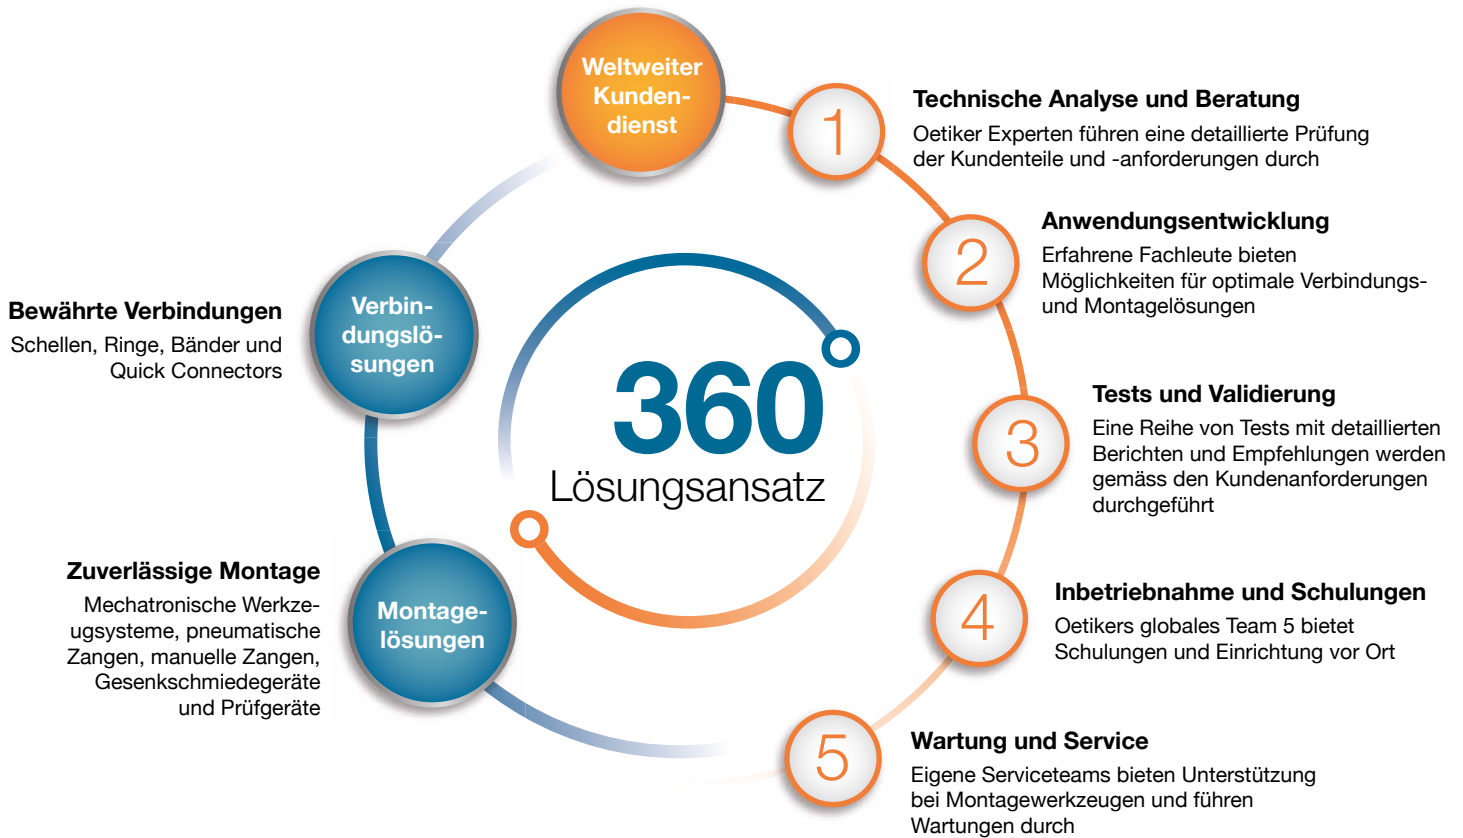 Weltweiter
Kunden-
dienst
1
Technische Analyse und Beratung
Oetiker Experten führen eine detaillierte Prüfung
der Kundenteile und -anforderungen durch
2
Anwendungsentwicklung
Erfahrene Fachleute bieten
Möglichkeiten für optimale Verbindungs-
und Montagelösungen
3
Tests und Validierung
Eine Reihe von Tests mit detaillierten
Berichten und Empfehlungen werden
gemäss den Kundenanforderungen
durchgeführt
4
Inbetriebnahme und Schulungen
Oetikers globales Team 5 bietet
Schulungen und Einrichtung vor Ort
5
Wartung und Service
Eigene Serviceteams bieten Unterstützung
bei Montagewerkzeugen und führen
Wartungen durch
Verbin-
dungslö-
sungen
Bewährte Verbindungen
Schellen, Ringe, Bänder und
Quick Connectors
Montage-
lösungen
Zuverlässige Montage
Mechatronische Werkze-
ugsysteme, pneumatische
Zangen, manuelle Zangen,
Gesenkschmiedegeräte
und Prüfgeräte
360
Lösungsansatz